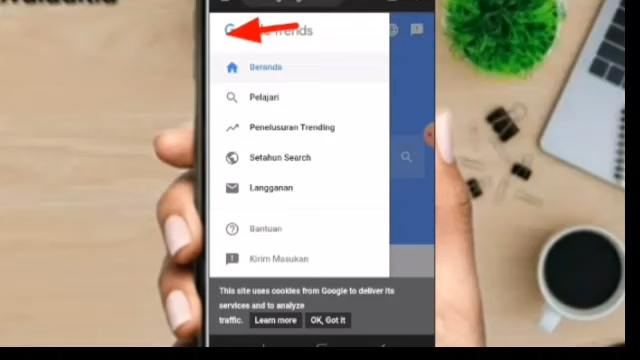 Trends
Beranda
Pelajari
Penelusuran Trending
Setahun Search
Langganan
Bantuan
Kirim Masukan
This site uses cookies from Google to deliver its
services and to analyze
traffic. Learn more OK, Got it